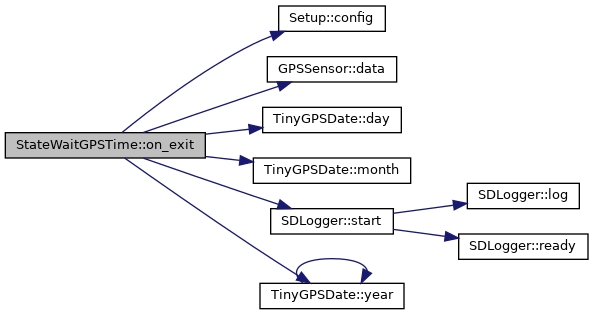 Setup::config
GPSSensor::data
TinyGPSDate::day
StateWaitGPSTime::on_exit
TinyGPSDate::month
SDLogger::start
SDLogger::log
SDLogger::ready
TinyGPSDate::year